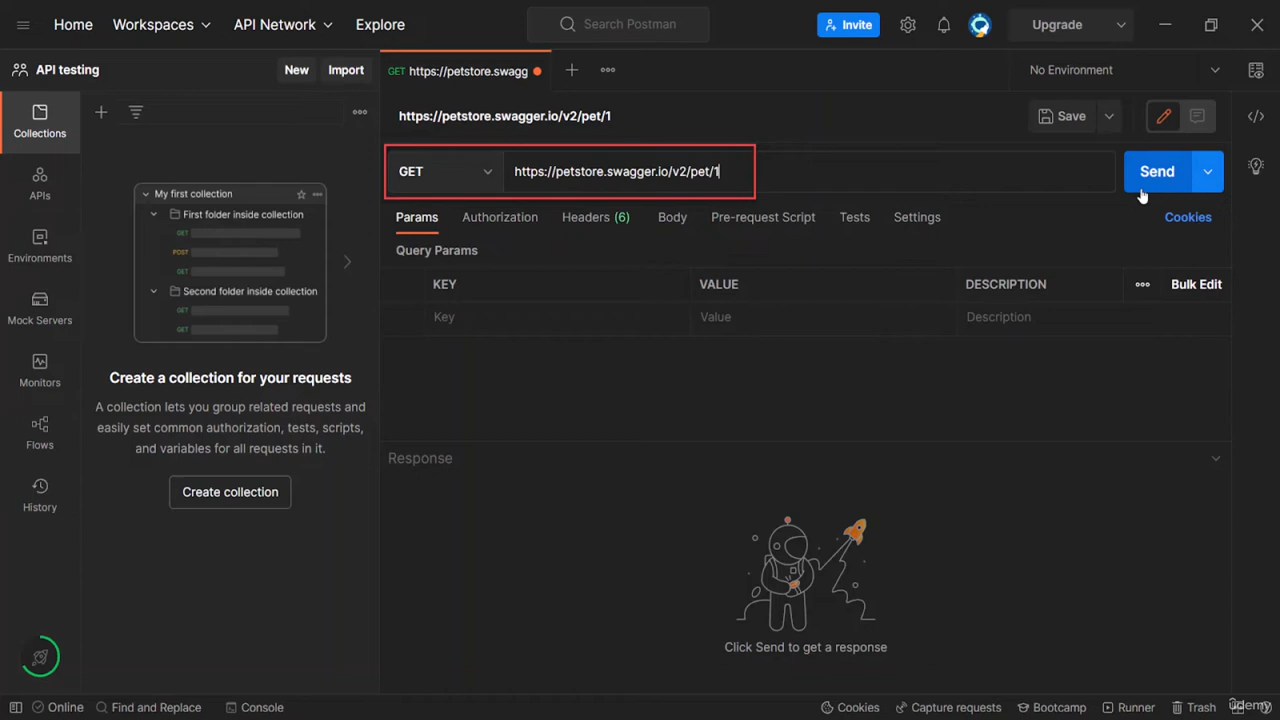 Home
Workspaces
API Network
Explore
Search Postman
Invite
Upgrade
API testing
New
Import
GET https://petstore.swagg
No Environment
https://petstore.swagger.io/v2/pet/1
Save
GET
https://petstore.swagger.io/v2/pet/1
Send
Params
Authorization
Headers (6)
Body
Pre-request Script
Tests
Settings
Cookies
Query Params
KEY
VALUE
DESCRIPTION
Bulk Edit
Key
Value
Description
Collections
APIs
Environments
Mock Servers
Monitors
Flows
History
My first collection
First folder inside collection
GET
POST
GET
Second folder inside collection
GET
GET
Create a collection for your requests
A collection lets you group related requests and
easily set common authorization, tests, scripts,
and variables for all requests in it.
Create collection
Response
Click Send to get a response
Online
Find and Replace
Console
Cookies
Capture requests
Bootcamp
Runner
Trash
udemy